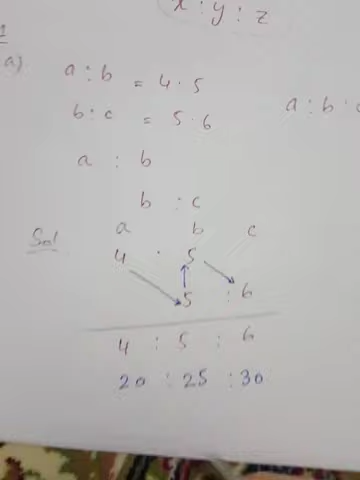 x : y : z
a)
a : b = 4 . 5
b : c = 5 . 6
a : b :
a : b
b : c
a b c
Sol 4 : 5
5 : 6
4 : 5 : 6
20 : 25 : 30